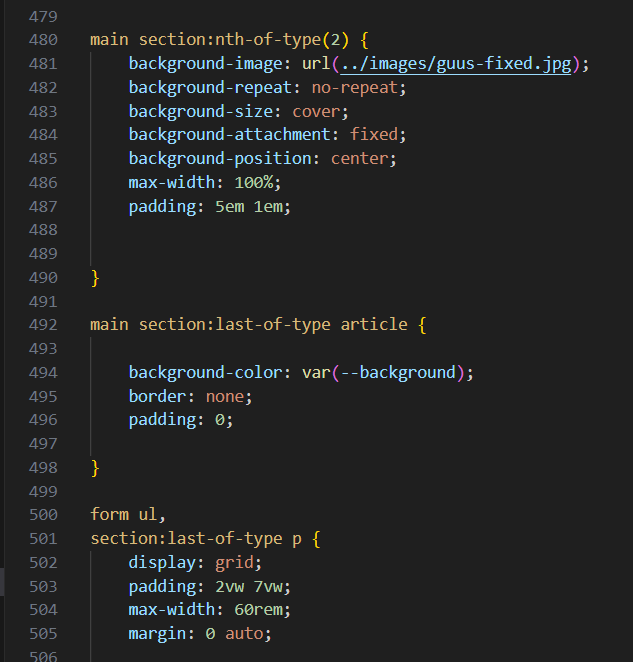 479
480 main section:nth-of-type(2) {
481 background-image: url(../images/guus-fixed.jpg);
482 background-repeat: no-repeat;
483 background-size: cover;
484 background-attachment: fixed;
485 background-position: center;
486 max-width: 100%;
487 padding: 5em 1em;
488
489
490 }
491
492 main section:last-of-type article {
493
494 background-color: var(--background);
495 border: none;
496 padding: 0;
497
498 }
499
500 form ul,
501 section:last-of-type p {
502 display: grid;
503 padding: 2vw 7vw;
504 max-width: 60rem;
505 margin: 0 auto;
506